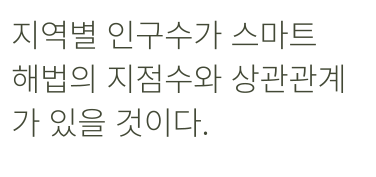 지역별 인구수가 스마트
해법의 지점수와 상관관계
가 있을 것이다.